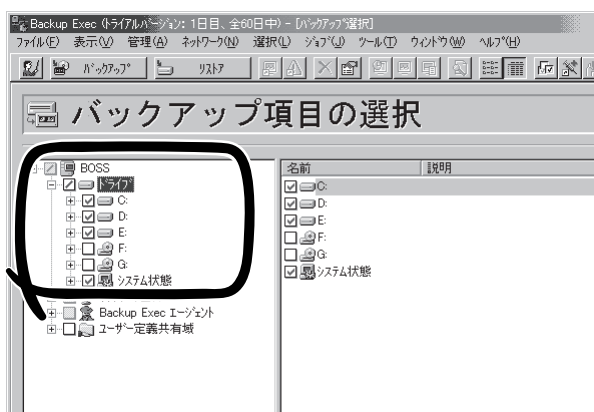 Backup Exec (ﾄﾗｲｱﾙﾊﾞｰｼﾞｮﾝ: 1日目、全60日中) - [ﾊﾞｯｸｱｯﾌﾟ選択]
ﾌｧｲﾙ(F) 表示(V) 管理(A) ﾈｯﾄﾜｰｸ(N) 選択(L) ｼﾞｮﾌﾞ(J) ﾂｰﾙ(T) ｳｨﾝﾄﾞｳ(W) ﾍﾙﾌﾟ(H)
ﾊﾞｯｸｱｯﾌﾟ ﾘｽﾄｱ
バックアップ項目の選択
BOSS
ﾄﾞﾗｲﾌﾞ
C:
D:
E:
F:
G:
ｼｽﾃﾑ状態
Backup Exec ｴｰｼﾞｪﾝﾄ
ﾕｰｻﾞｰ定義共有域
名前 説明
C:
D:
E:
F:
G:
ｼｽﾃﾑ状態